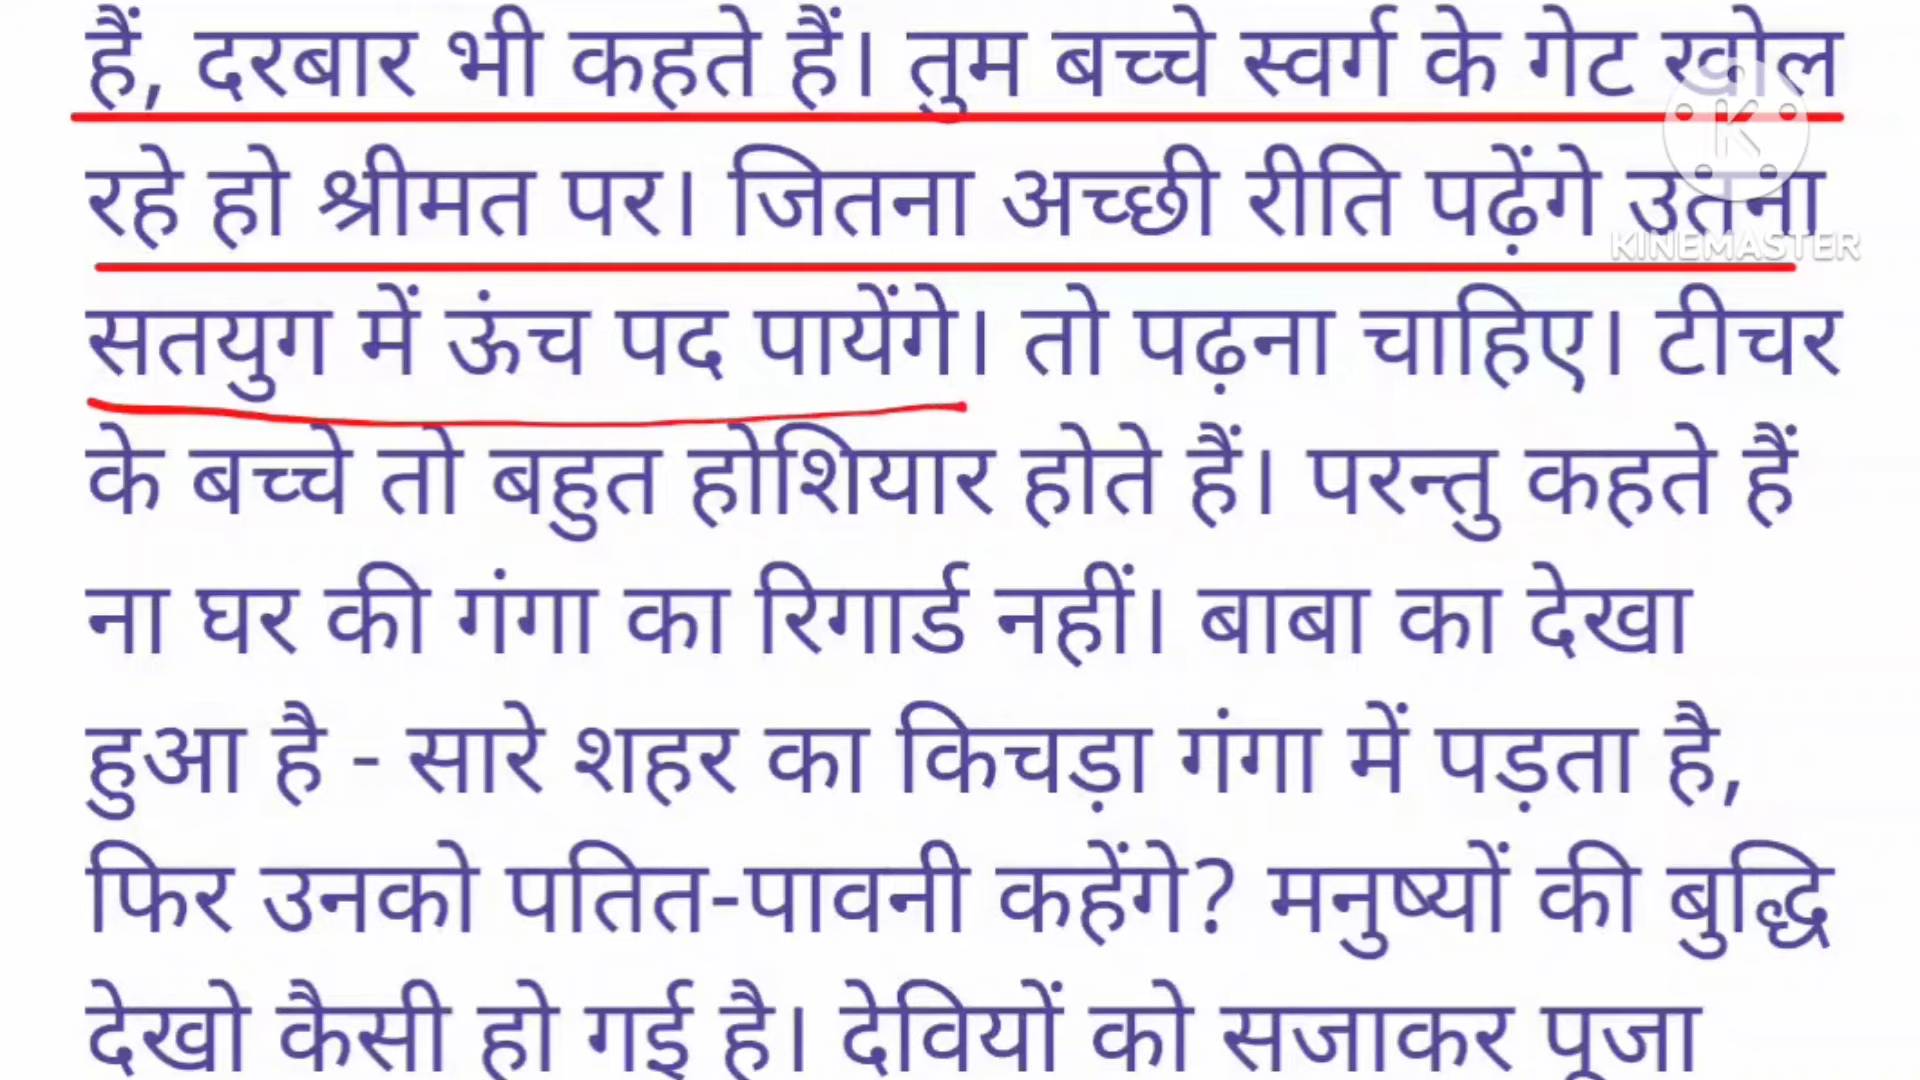 हैं, दरबार भी कहते हैं। तुम बच्चे स्वर्ग के गेट खोल
रहे हो श्रीमत पर। जितना अच्छी रीति पढ़ेंगे उतना
KINEMASTER
सतयुग में ऊंच पद पायेंगे। तो पढ़ना चाहिए। टीचर
के बच्चे तो बहुत होशियार होते हैं। परन्तु कहते हैं
ना घर की गंगा का रिगार्ड नहीं। बाबा का देखा
हुआ है - सारे शहर का किचड़ा गंगा में पड़ता है,
फिर उनको पतित-पावनी कहेंगे? मनुष्यों की बुद्धि
देखो कैसी हो गई है। देवियों को सजाकर पूजा